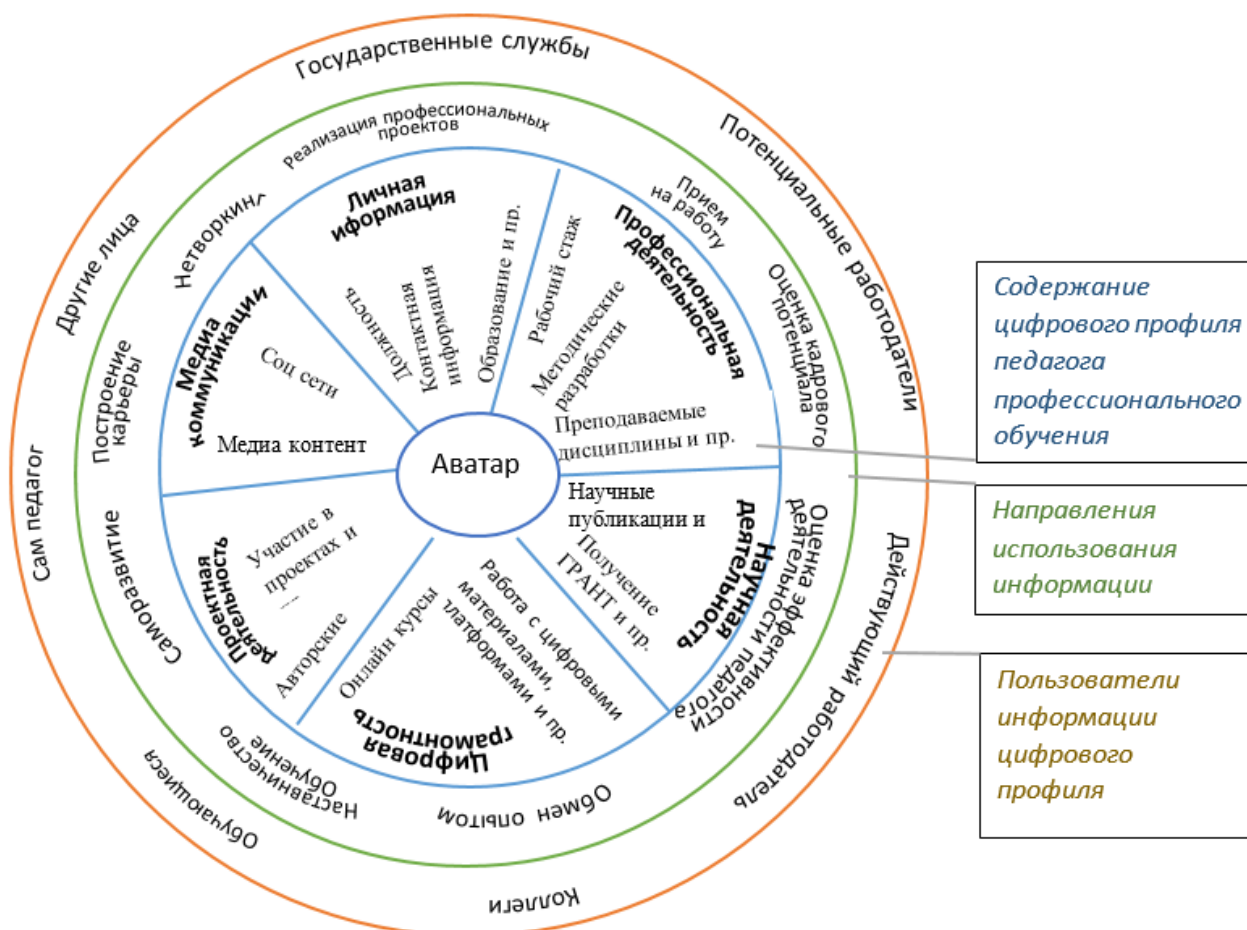 Государственные службы
Потенциальные работодатели
Действующий работодатель
Коллеги
Обучающиеся
Сам педагог
Другие лица
Реализация профессиональных
проектов
Прием
на работу
Оценка кадрового
потенциала
Оценка эффективности
деятельности педагога
Обмен опытом
Наставничество
Обучение
Саморазвитие
Построение
карьеры
Нетворкинг
Личная
иформация
Должность
Контактная
информация
Образование и пр.
Профессиональная
деятельность
Рабочий стаж
Методические
разработки
Преподаваемые
дисциплины и пр.
Научная
деятельность
Научные
публикации и
Получение
ГРАНТ и пр.
Цифровая
грамонтность
Работа с цифровыми
материалами,
платформами и пр.
Онлайн курсы
Проектная
деятельность
Участие в
проектах и
Авторские
Медиа
коммуникации
Соц сети
Медиа контент
Аватар
Содержание
цифрового профиля
педагога
профессионального
обучения
Направления
использования
информации
Пользователи
информации
цифрового
профиля